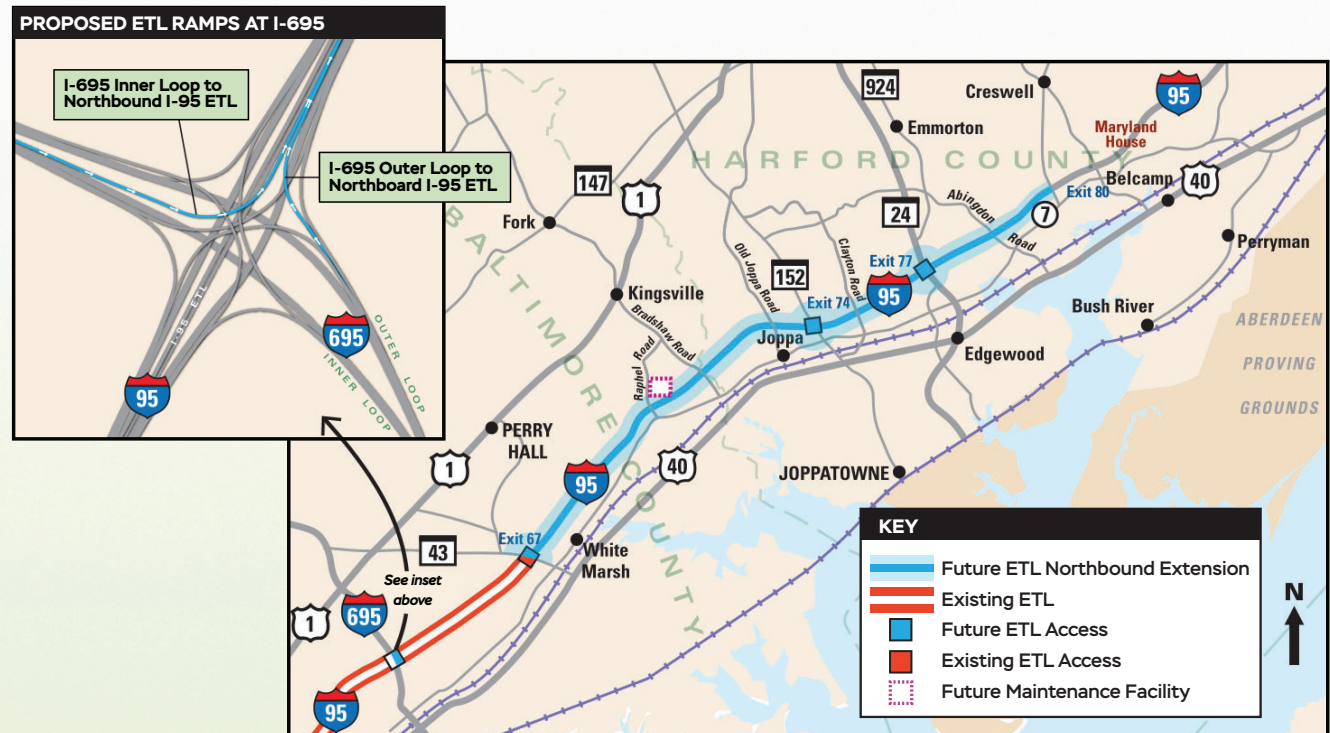 PROPOSED ETL RAMPS AT I-695
I-695 Inner Loop to
Northbound I-95 ETL
I-695 Outer Loop to
Northboard I-95 ETL
I-95 ETL
95
695
OUTER LOOP
INNER LOOP
924
Creswell
95
Emmorton
Maryland
House
HARFORD COUNTY
147
1
Belcamp
40
Exit 80
24
Abingdon
Road
7
Fork
Perryman
BALTIMORE COUNTY
Old Joppa Road
Clayton Road
Exit 77
152
95
Kingsville
Exit 74
Bush River
Bradshaw Road
ABERDEEN
PROVING
GROUNDS
Joppa
Edgewood
Raphel Road
PERRY
HALL
1
40
JOPPATOWNE
95
Exit 67
43
White
Marsh
See inset
above
695
1
95
KEY
Future ETL Northbound Extension
Existing ETL
Future ETL Access
Existing ETL Access
Future Maintenance Facility
N